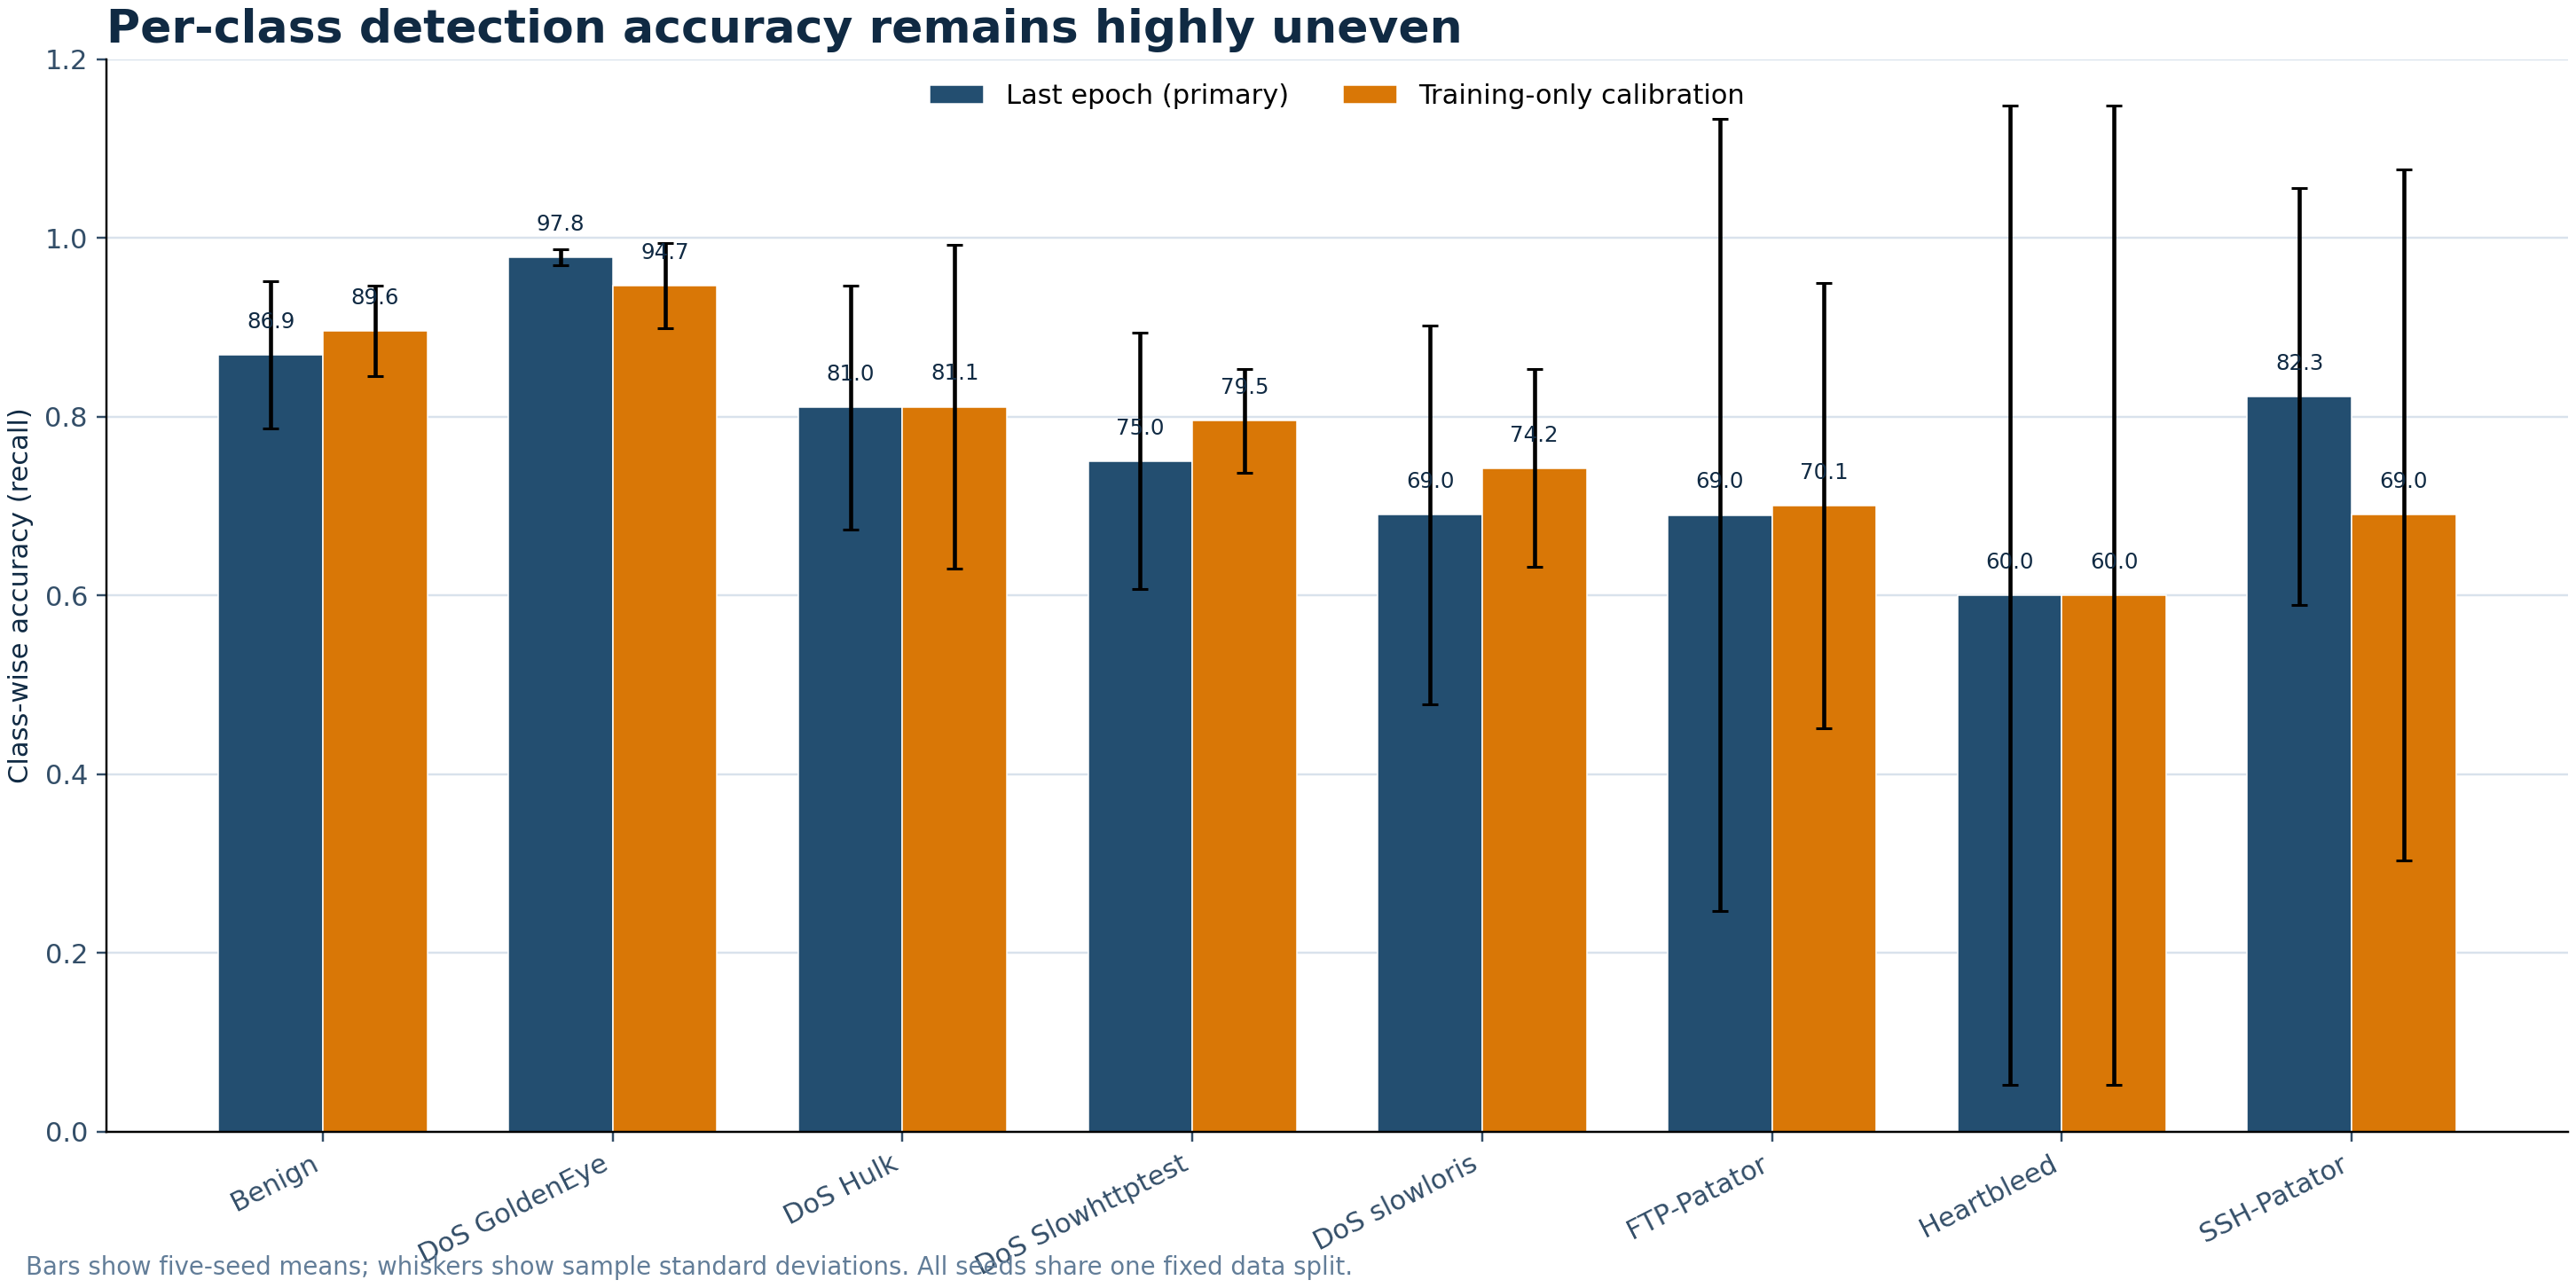 Per-class detection accuracy remains highly uneven
Last epoch (primary) Training-only calibration
Class-wise accuracy (recall)
1.2
1.0
0.8
0.6
0.4
0.2
0.0
86.9 89.6 97.8 94.7 81.0 81.1 75.0 79.5 69.0 74.2 69.0 70.1 60.0 60.0 82.3 69.0
Benign DoS GoldenEye DoS Hulk DoS Slowhttptest DoS slowloris FTP-Patator Heartbleed SSH-Patator
Bars show five-seed means; whiskers show sample standard deviations. All seeds share one fixed data split.